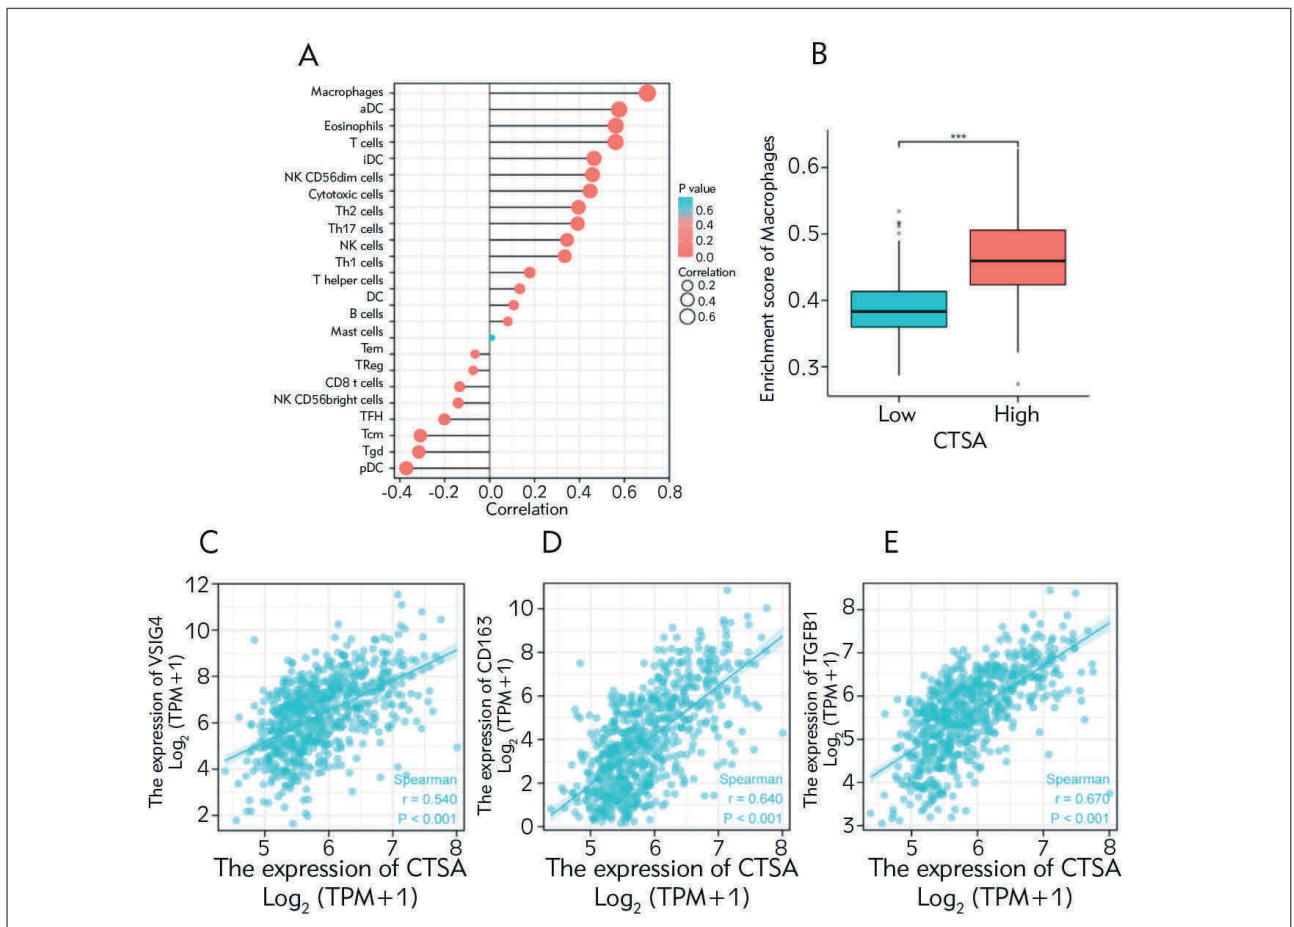 A
Macrophages
aDC
Eosinophils
T cells
iDC
NK CD56dim cells
Cytotoxic cells
Th2 cells
Th17 cells
NK cells
Th1 cells
T helper cells
DC
B cells
Mast cells
Tem
TReg
CD8 t cells
NK CD56bright cells
TFH
Tcm
Tgd
pDC
-0.4 -0.2 0.0 0.2 0.4 0.6 0.8
Correlation
P value
0.6
0.4
0.2
0.0
Correlation
0.2
0.4
0.6
B
Enrichment score of Macrophages
0.6
0.5
0.4
0.3
***
Low High
CTSA
C
The expression of VSIG4
Log2 (TPM+1)
12
10
8
6
4
2
Spearman
r = 0.540
P < 0.001
5 6 7 8
The expression of CTSA
Log2 (TPM+1)
D
The expression of CD163
Log2 (TPM+1)
10
8
6
4
2
0
Spearman
r = 0.640
P < 0.001
5 6 7 8
The expression of CTSA
Log2 (TPM+1)
E
The expression of TGFB1
Log2 (TPM+1)
8
7
6
5
4
3
Spearman
r = 0.670
P < 0.001
5 6 7 8
The expression of CTSA
Log2 (TPM+1)